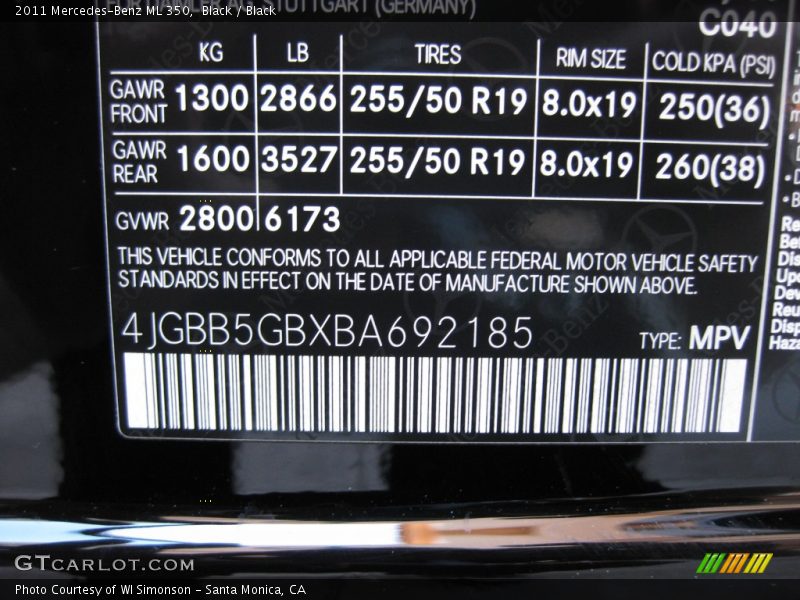 2011 Mercedes-Benz ML 350, Black / Black
STUTTGART (GERMANY)
C040
KG LB TIRES RIM SIZE COLD KPA (PSI)
GAWR FRONT 1300 2866 255/50 R19 8.0x19 250(36)
GAWR REAR 1600 3527 255/50 R19 8.0x19 260(38)
GVWR 2800 6173
THIS VEHICLE CONFORMS TO ALL APPLICABLE FEDERAL MOTOR VEHICLE SAFETY
STANDARDS IN EFFECT ON THE DATE OF MANUFACTURE SHOWN ABOVE.
4JGBB5GBXBA692185
TYPE: MPV
GTCARLOT.COM
Photo Courtesy of WI Simonson - Santa Monica, CA